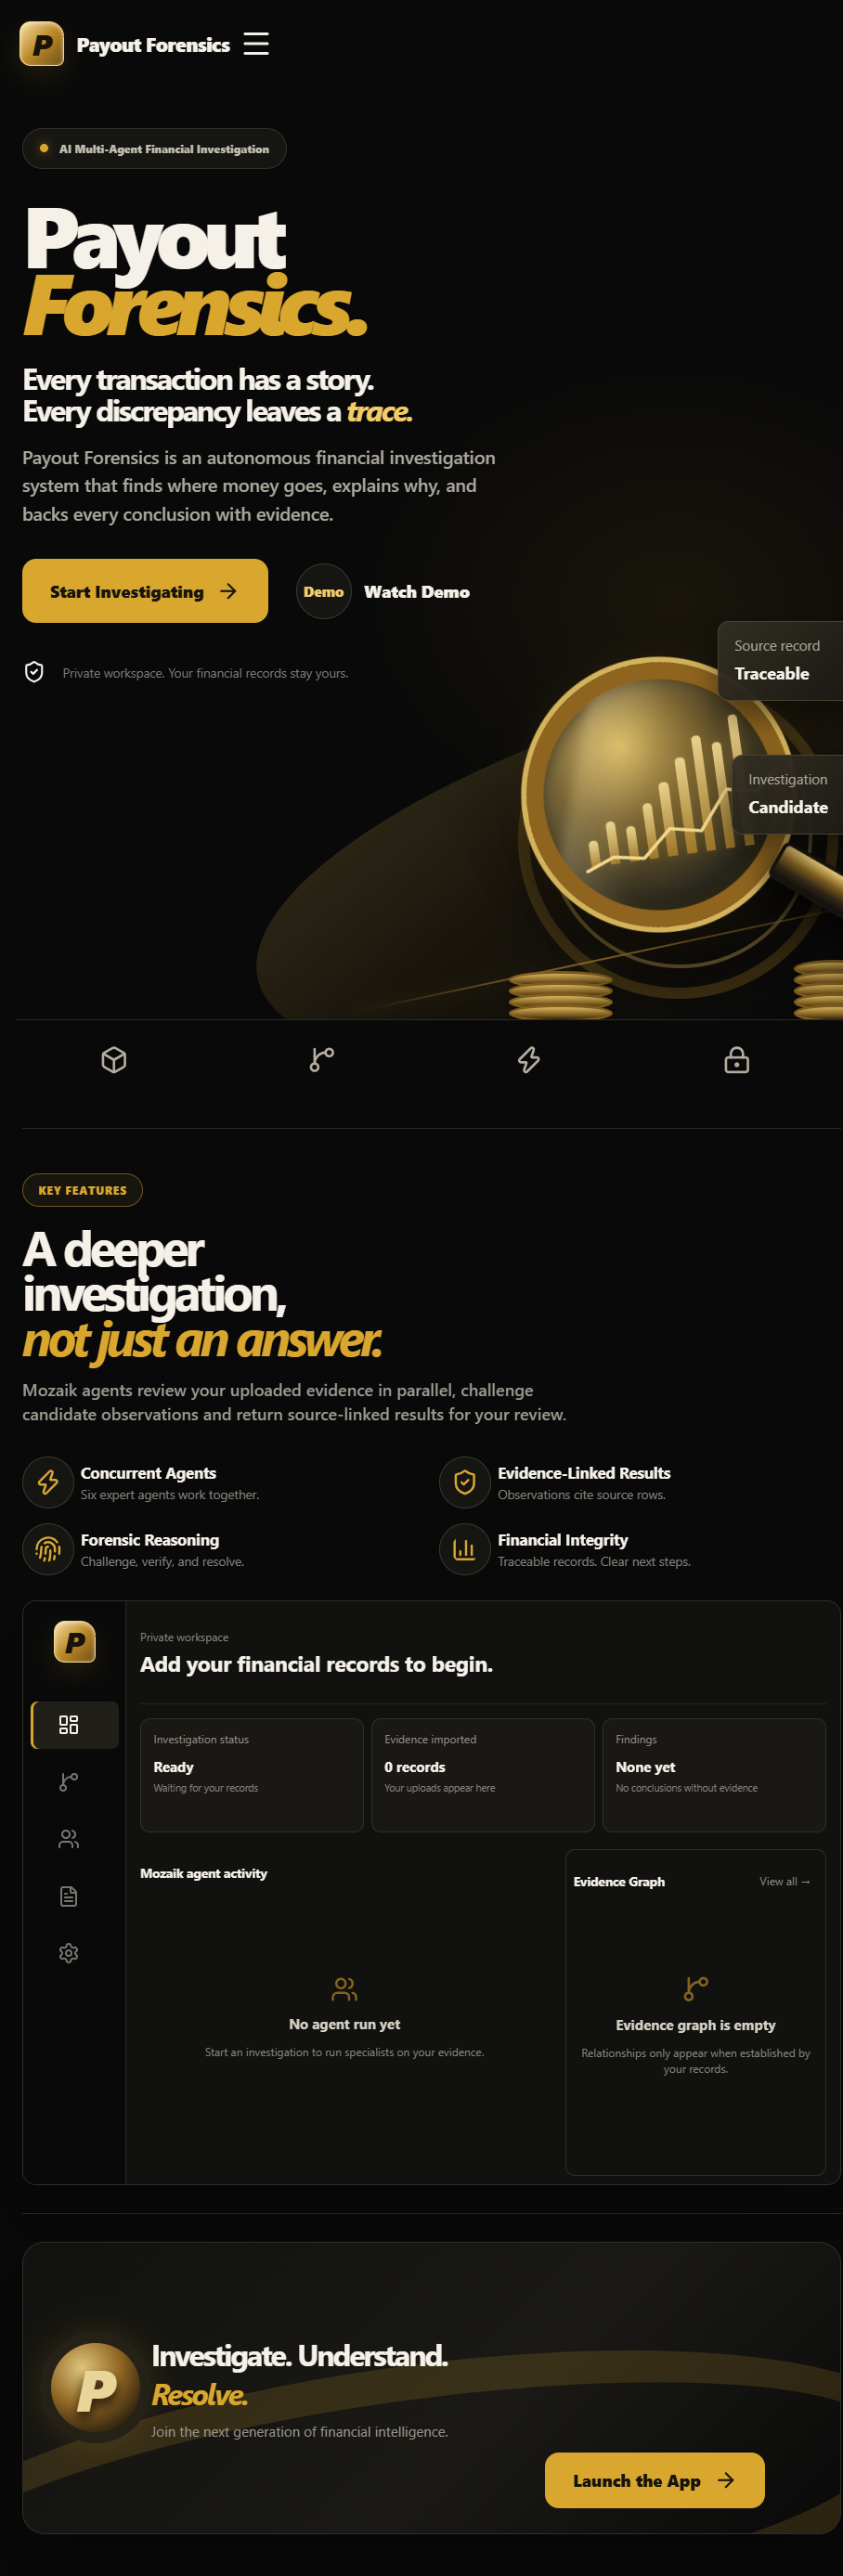 P
Payout Forensics
AI Multi-Agent Financial Investigation
Payout
Forensics.
Every transaction has a story.
Every discrepancy leaves a trace.
Payout Forensics is an autonomous financial investigation
system that finds where money goes, explains why, and
backs every conclusion with evidence.
Start Investigating
Demo
Watch Demo
Private workspace. Your financial records stay yours.
Source record
Traceable
Investigation
Candidate
KEY FEATURES
A deeper
investigation,
not just an answer.
Mozaik agents review your uploaded evidence in parallel, challenge
candidate observations and return source-linked results for your review.
Concurrent Agents
Six expert agents work together.
Evidence-Linked Results
Observations cite source rows.
Forensic Reasoning
Challenge, verify, and resolve.
Financial Integrity
Traceable records. Clear next steps.
P
Private workspace
Add your financial records to begin.
Investigation status
Ready
Waiting for your records
Evidence imported
0 records
Your uploads appear here
Findings
None yet
No conclusions without evidence
Mozaik agent activity
No agent run yet
Start an investigation to run specialists on your evidence.
Evidence Graph
View all →
Evidence graph is empty
Relationships only appear when established by
your records.
P
Investigate. Understand.
Resolve.
Join the next generation of financial intelligence.
Launch the App